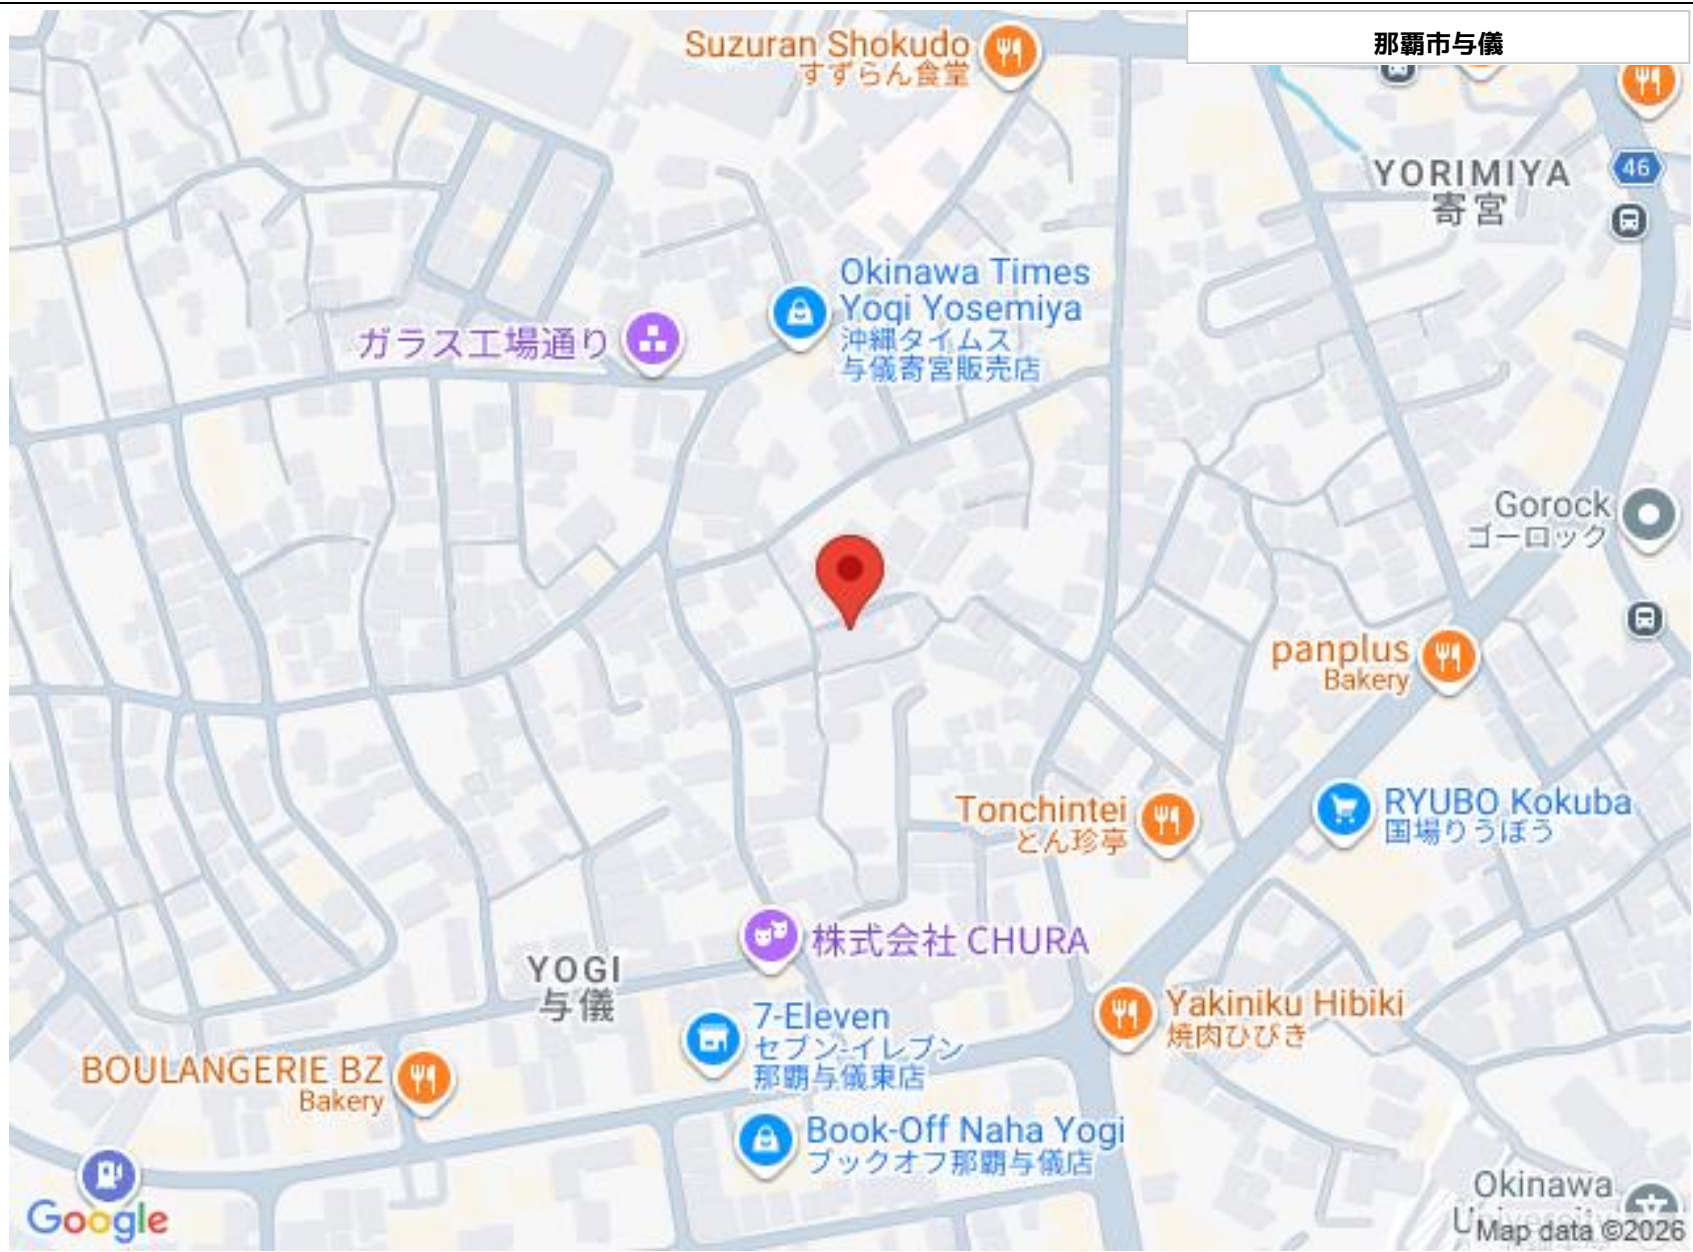 那覇市与儀
Suzuran Shokudo
すずらん食堂
46
YORIMIYA
寄宮
Okinawa Times
Yogi Yosemiya
沖縄タイムス
与儀寄宮販売店
ガラス工場通り
Gorock
ゴーロック
panplus
Bakery
RYUBO Kokuba
国場りうぼう
Tonchintei
とん珍亭
株式会社 CHURA
YOGI
与儀
Yakiniku Hibiki
焼肉ひびき
7-Eleven
セブン-イレブン
那覇与儀東店
BOULANGERIE BZ
Bakery
Book-Off Naha Yogi
ブックオフ那覇与儀店
Okinawa
University
Google
Map data ©2026